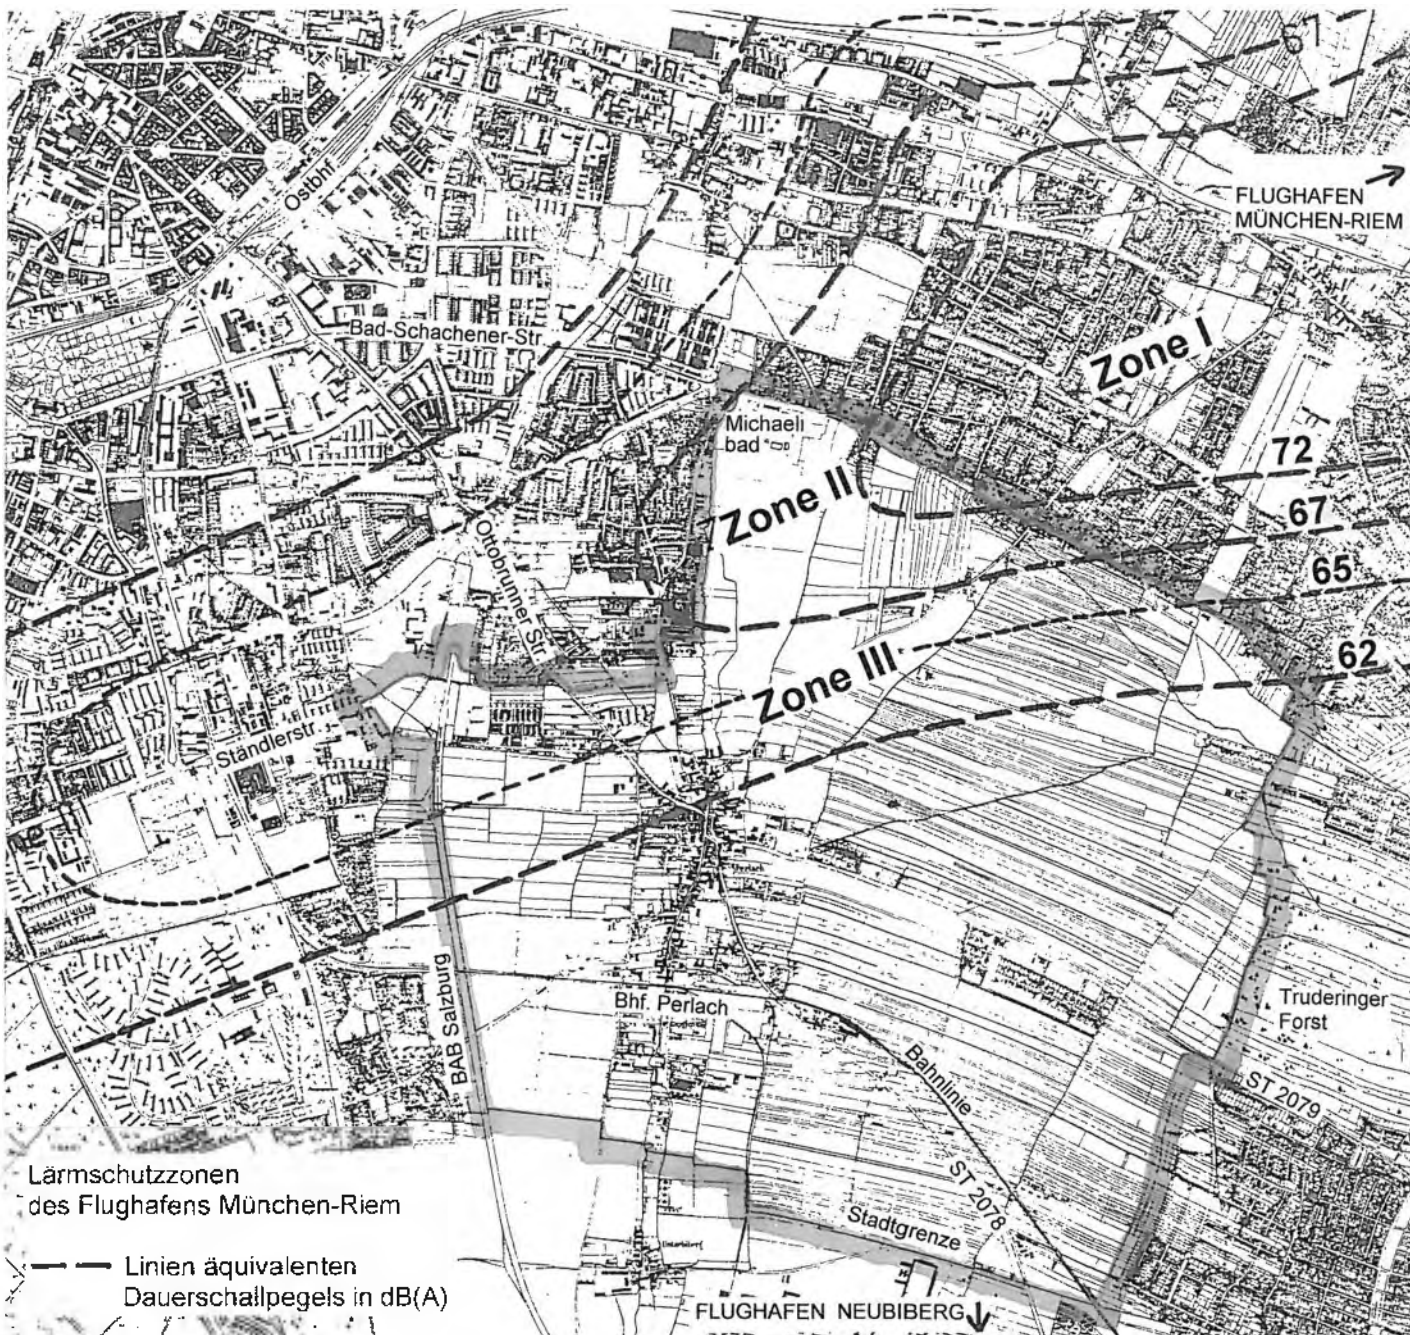 67
FLUGHAFEN
MÜNCHEN-RIEM
Ostbhf
Bad-Schachener-Str.
Zone I
Michaeli
bad
72
Zone II
67
65
Ottobrunner Str
62
Zone III
Ständlerstr.
BAB Salzburg
Bhf. Perlach
Truderinger
Forst
Bahnlinie
ST 2079
ST 2078
Stadtgrenze
Lärmschutzzonen
des Flughafens München-Riem
Linien äquivalenten
Dauerschallpegels in dB(A)
FLUGHAFEN NEUBIBERG